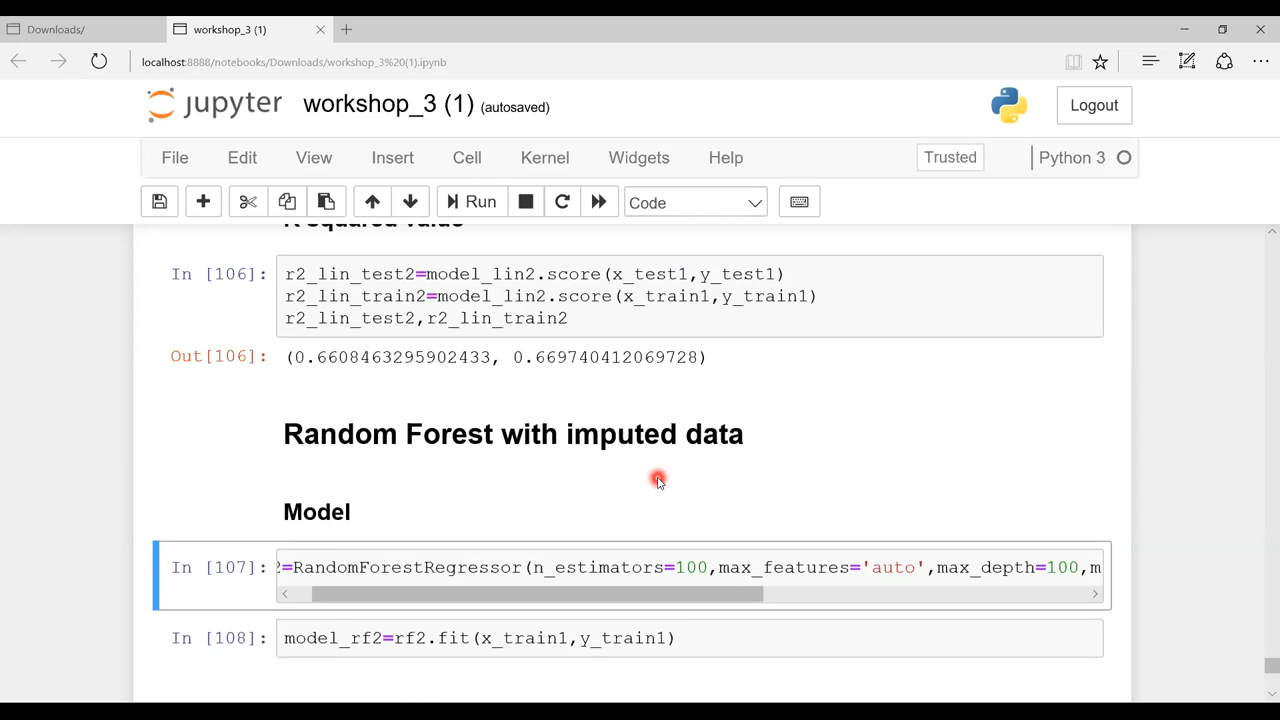 Downloads/
workshop_3 (1)
localhost:8888/notebooks/Downloads/workshop_3%20(1).ipynb
jupyter workshop_3 (1) (autosaved)
Logout
File Edit View Insert Cell Kernel Widgets Help
Trusted
Python 3
Run
Code
R squared value
In [106]:
r2_lin_test2=model_lin2.score(x_test1,y_test1)
r2_lin_train2=model_lin2.score(x_train1,y_train1)
r2_lin_test2,r2_lin_train2
Out[106]: (0.6608463295902433, 0.669740412069728)
Random Forest with imputed data
Model
In [107]: 2=RandomForestRegressor(n_estimators=100,max_features='auto',max_depth=100,m
In [108]: model_rf2=rf2.fit(x_train1,y_train1)